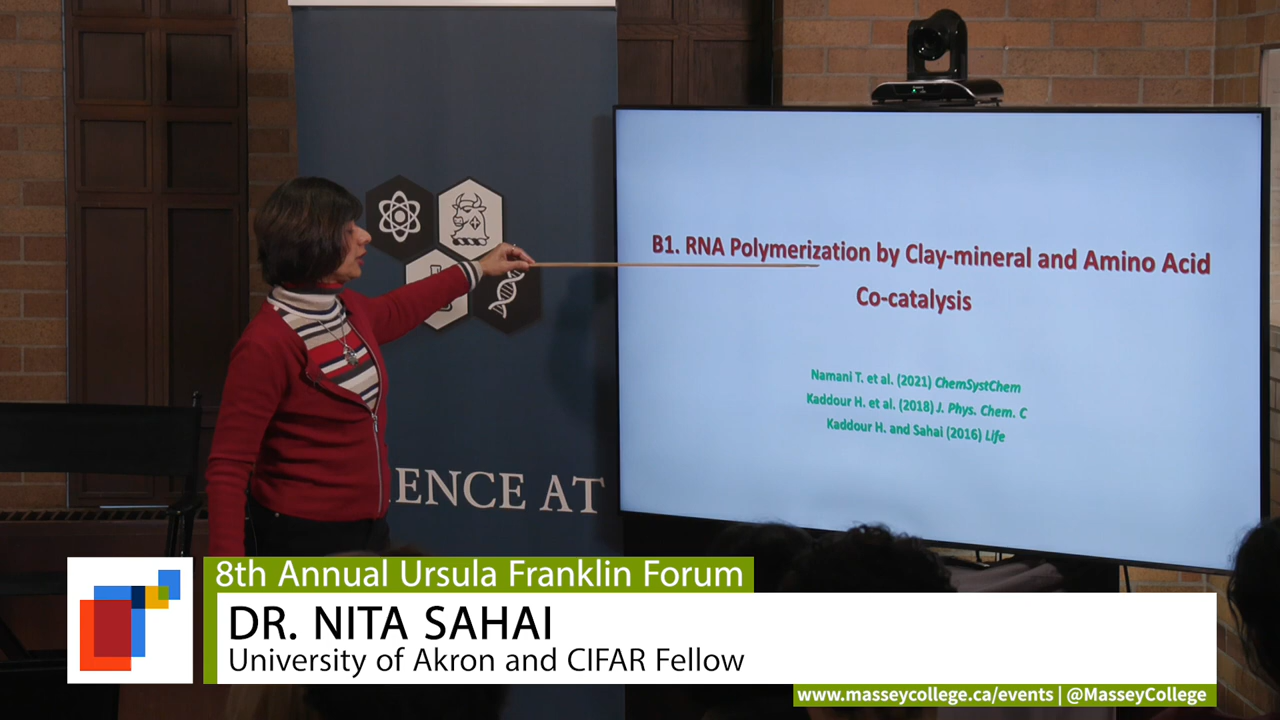 B1. RNA Polymerization by Clay-mineral and Amino Acid
Co-catalysis
Namani T. et al. (2021) ChemSystChem
Kaddour H. et al. (2018) J. Phys. Chem. C
Kaddour H. and Sahai (2016) Life
ENCE AT
8th Annual Ursula Franklin Forum
DR. NITA SAHAI
University of Akron and CIFAR Fellow
www.masseycollege.ca/events | @MasseyCollege